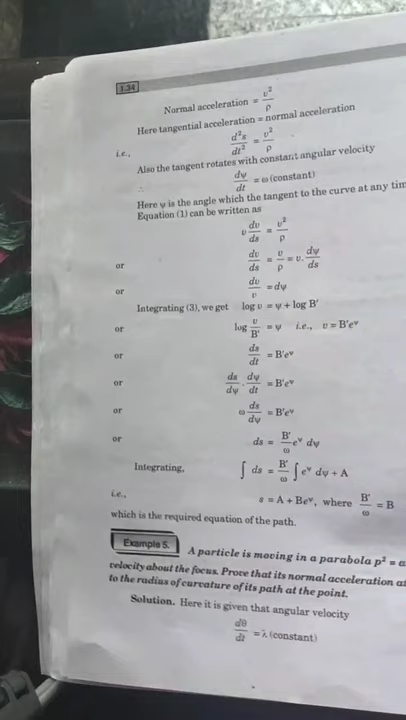 1.34
Normal acceleration = v²/ρ
Here tangential acceleration = normal acceleration
i.e., d²s/dt² = v²/ρ
Also the tangent rotates with constant angular velocity
∴ dψ/dt = ω (constant)
Here ψ is the angle which the tangent to the curve at any
Equation (1) can be written as
v dv/ds = v²/ρ
or dv/ds = v/ρ = v. dψ/ds
or dv/v = dψ
Integrating (3), we get log v = ψ + log B'
or log v/B' = ψ i.e., v = B'e^ψ
or ds/dt = B'e^ψ
or ds/dψ . dψ/dt = B'e^ψ
or ω ds/dψ = B'e^ψ
or ds = B'/ω e^ψ dψ
Integrating, ∫ ds = B'/ω ∫ e^ψ dψ + A
i.e., s = A + Be^ψ, where B'/ω = B
which is the required equation of the path.
Example 5. A particle is moving in a parabola p² = a
velocity about the focus. Prove that its normal acceleration
to the radius of curvature of its path at the point.
Solution. Here it is given that angular velocity
dθ/dt = λ (constant)